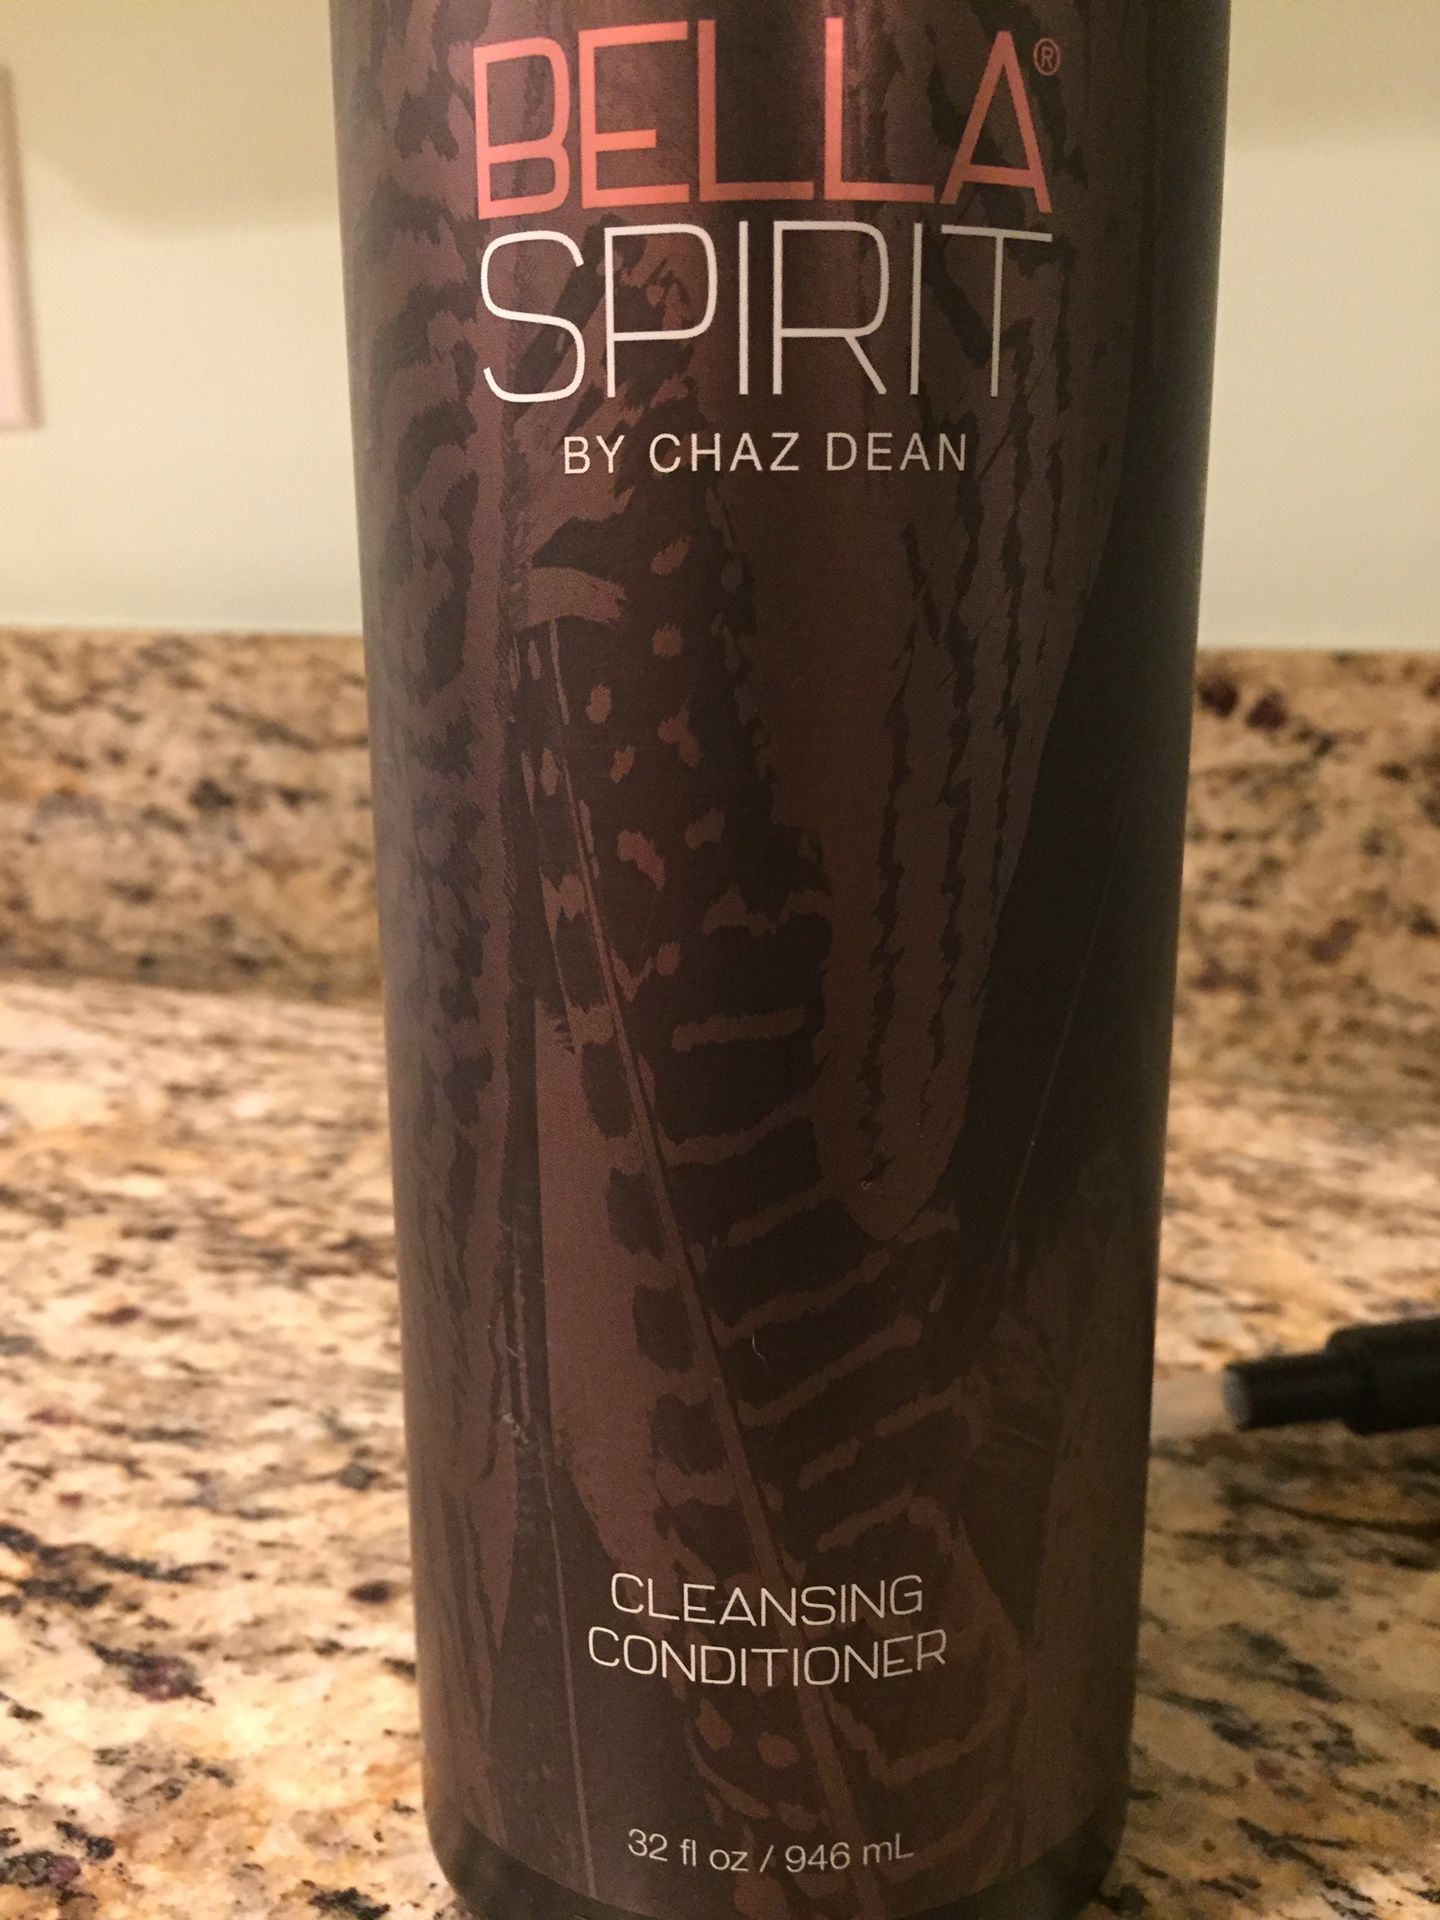 BELLA®
SPIRIT
BY CHAZ DEAN
CLEANSING
CONDITIONER
32 fl oz / 946 mL